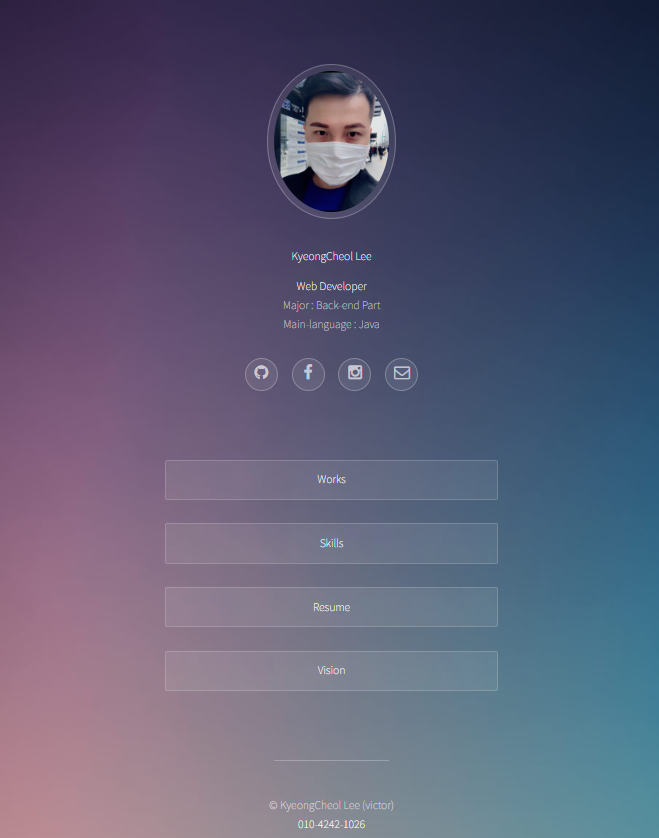 KyeongCheol Lee
Web Developer
Major : Back-end Part
Main-language : Java
Works
Skills
Resume
Vision
© KyeongCheol Lee (victor)
010-4242-1026